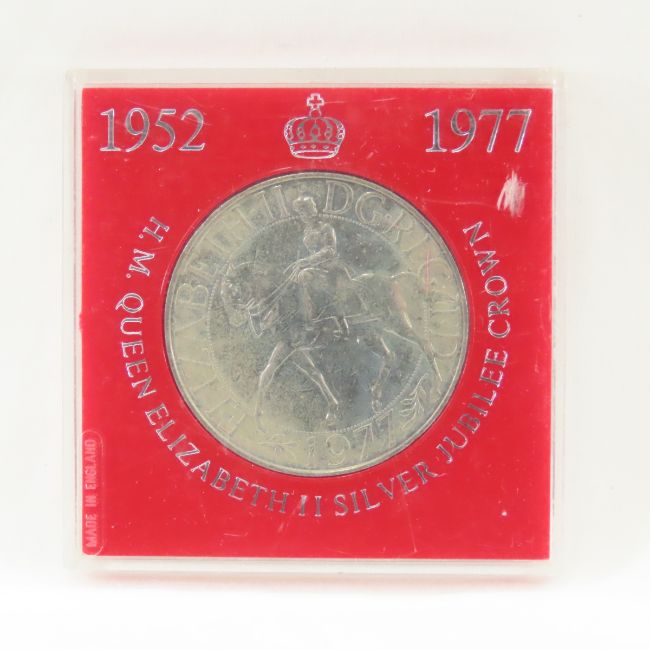 1952 1977
H.M. QUEEN ELIZABETH II SILVER JUBILEE CROWN
ELIZABETH II D·G·REG·F·D
1977
MADE IN ENGLAND